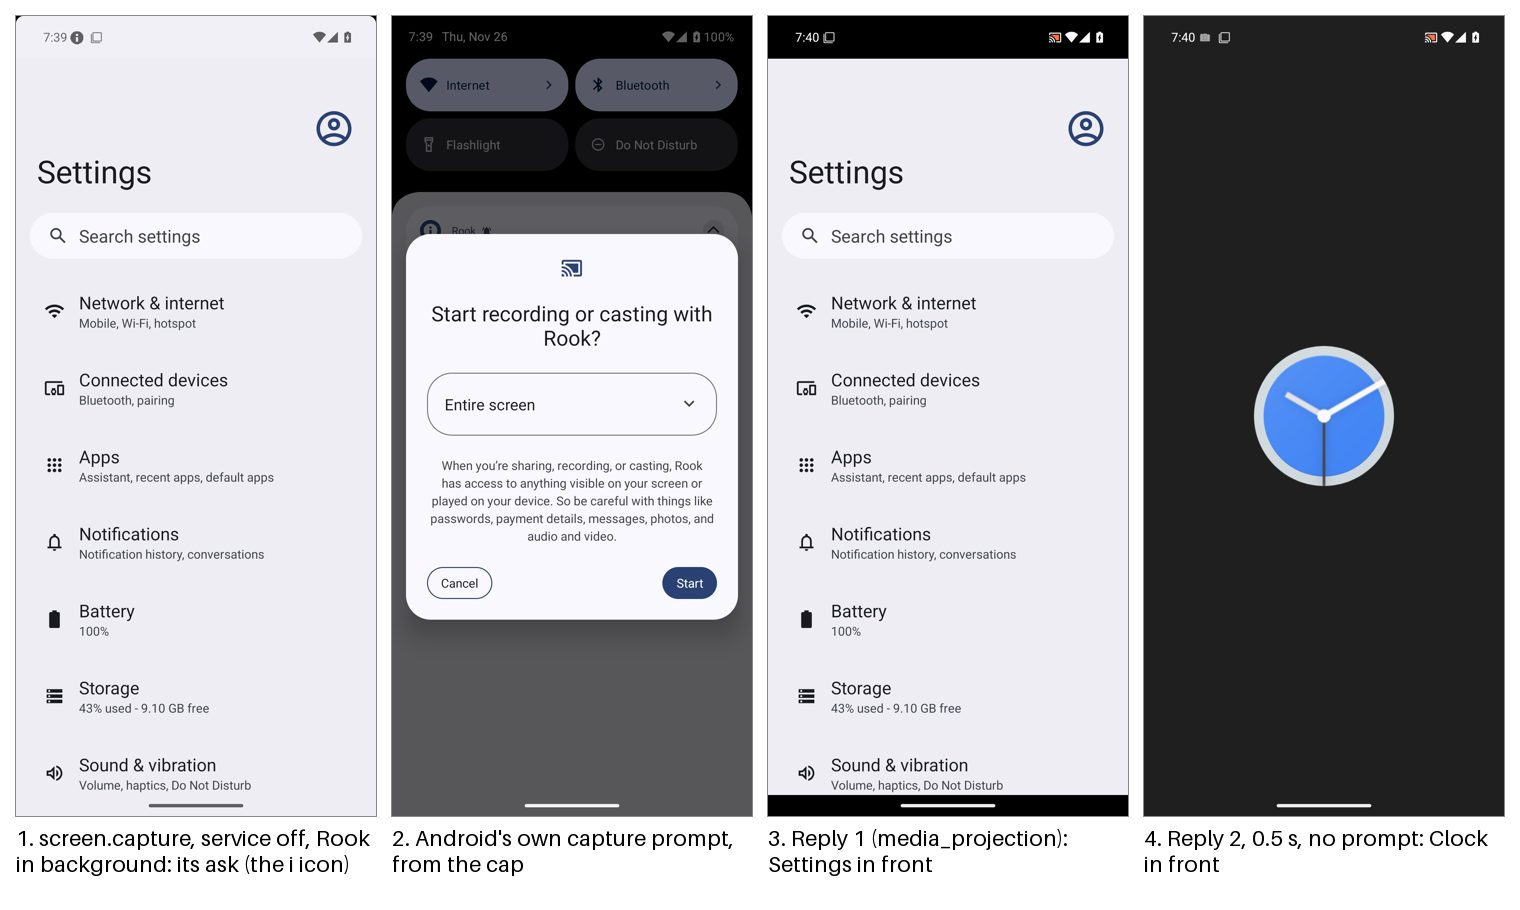 7:39
Settings
Search settings
Network & internet
Mobile, Wi-Fi, hotspot
Connected devices
Bluetooth, pairing
Apps
Assistant, recent apps, default apps
Notifications
Notification history, conversations
Battery
100%
Storage
43% used - 9.10 GB free
Sound & vibration
Volume, haptics, Do Not Disturb
1. screen.capture, service off, Rook
in background: its ask (the i icon)
7:39 Thu, Nov 26 100%
Internet
Bluetooth
Flashlight
Do Not Disturb
Rook
Start recording or casting with
Rook?
Entire screen
When you're sharing, recording, or casting, Rook
has access to anything visible on your screen or
played on your device. So be careful with things like
passwords, payment details, messages, photos, and
audio and video.
Cancel
Start
2. Android's own capture prompt,
from the cap
7:40
Settings
Search settings
Network & internet
Mobile, Wi-Fi, hotspot
Connected devices
Bluetooth, pairing
Apps
Assistant, recent apps, default apps
Notifications
Notification history, conversations
Battery
100%
Storage
43% used - 9.10 GB free
Sound & vibration
Volume, haptics, Do Not Disturb
3. Reply 1 (media_projection):
Settings in front
7:40
4. Reply 2, 0.5 s, no prompt: Clock
in front